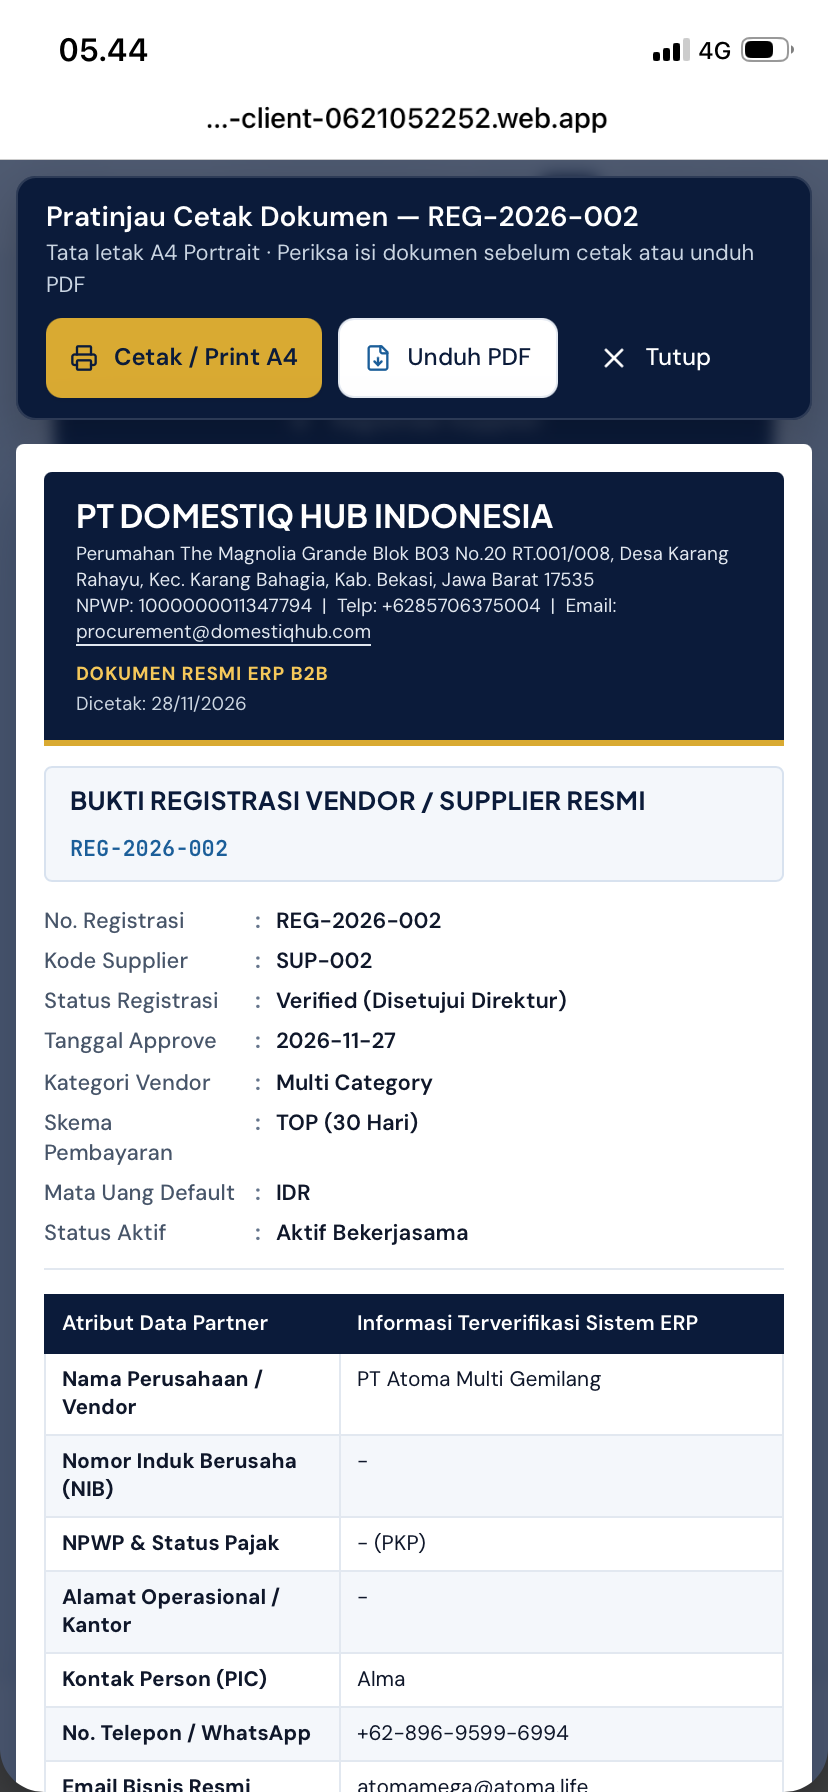 05.44
4G
...-client-0621052252.web.app
Pratinjau Cetak Dokumen — REG-2026-002
Tata letak A4 Portrait · Periksa isi dokumen sebelum cetak atau unduh
PDF
Cetak / Print A4
Unduh PDF
Tutup
PT DOMESTIQ HUB INDONESIA
Perumahan The Magnolia Grande Blok B03 No.20 RT.001/008, Desa Karang
Rahayu, Kec. Karang Bahagia, Kab. Bekasi, Jawa Barat 17535
NPWP: 1000000011347794 | Telp: +6285706375004 | Email:
procurement@domestiqhub.com
DOKUMEN RESMI ERP B2B
Dicetak: 28/11/2026
BUKTI REGISTRASI VENDOR / SUPPLIER RESMI
REG-2026-002
No. Registrasi : REG-2026-002
Kode Supplier : SUP-002
Status Registrasi : Verified (Disetujui Direktur)
Tanggal Approve : 2026-11-27
Kategori Vendor : Multi Category
Skema : TOP (30 Hari)
Pembayaran
Mata Uang Default : IDR
Status Aktif : Aktif Bekerjasama
Atribut Data Partner Informasi Terverifikasi Sistem ERP
Nama Perusahaan / PT Atoma Multi Gemilang
Vendor
Nomor Induk Berusaha -
(NIB)
NPWP & Status Pajak - (PKP)
Alamat Operasional / -
Kantor
Kontak Person (PIC) Alma
No. Telepon / WhatsApp +62-896-9599-6994
Email Bisnis Resmi atomamega@atoma.life